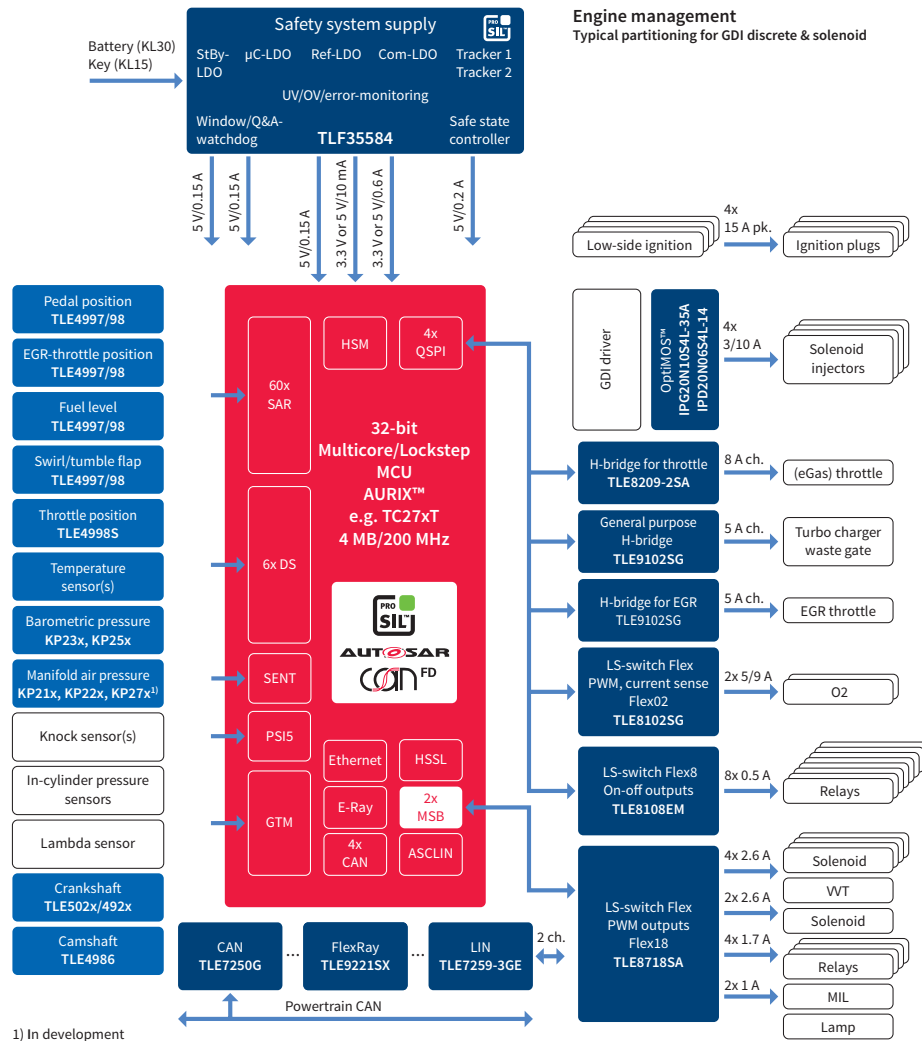 Engine management
Typical partitioning for GDI discrete & solenoid
Battery (KL30)
Key (KL15)
Safety system supply
PRO
SIL™
StBy-
LDO
µC-LDO
Ref-LDO
Com-LDO
Tracker 1
Tracker 2
UV/OV/error-monitoring
Window/Q&A-
watchdog
TLF35584
Safe state
controller
5 V/0.15 A
5 V/0.15 A
5 V/0.15 A
3.3 V or 5 V/10 mA
3.3 V or 5 V/0.6 A
5 V/0.2 A
Pedal position
TLE4997/98
EGR-throttle position
TLE4997/98
Fuel level
TLE4997/98
Swirl/tumble flap
TLE4997/98
Throttle position
TLE4998S
Temperature
sensor(s)
Barometric pressure
KP23x, KP25x
Manifold air pressure
KP21x, KP22x, KP27x1)
Knock sensor(s)
In-cylinder pressure
sensors
Lambda sensor
Crankshaft
TLE502x/492x
Camshaft
TLE4986
1) In development
60x
SAR
6x DS
SENT
PSI5
GTM
HSM
4x
QSPI
32-bit
Multicore/Lockstep
MCU
AURIX™
e.g. TC27xT
4 MB/200 MHz
PRO
SIL™
AUTOSAR
CAN FD
Ethernet
HSSL
E-Ray
2x
MSB
4x
CAN
ASCLIN
CAN
TLE7250G
...
FlexRay
TLE9221SX
...
LIN
TLE7259-3GE
2 ch.
Powertrain CAN
Low-side ignition
4x
15 A pk.
Ignition plugs
GDI driver
OptiMOS™
IPG20N10S4L-35A
IPD20N06S4L-14
4x
3/10 A
Solenoid
injectors
H-bridge for throttle
TLE8209-2SA
8 A ch.
(eGas) throttle
General purpose
H-bridge
TLE9102SG
5 A ch.
Turbo charger
waste gate
H-bridge for EGR
TLE9102SG
5 A ch.
EGR throttle
LS-switch Flex
PWM, current sense
Flex02
TLE8102SG
2x 5/9 A
O2
LS-switch Flex8
On-off outputs
TLE8108EM
8x 0.5 A
Relays
LS-switch Flex
PWM outputs
Flex18
TLE8718SA
4x 2.6 A
Solenoid
VVT
2x 2.6 A
Solenoid
4x 1.7 A
Relays
2x 1 A
MIL
Lamp